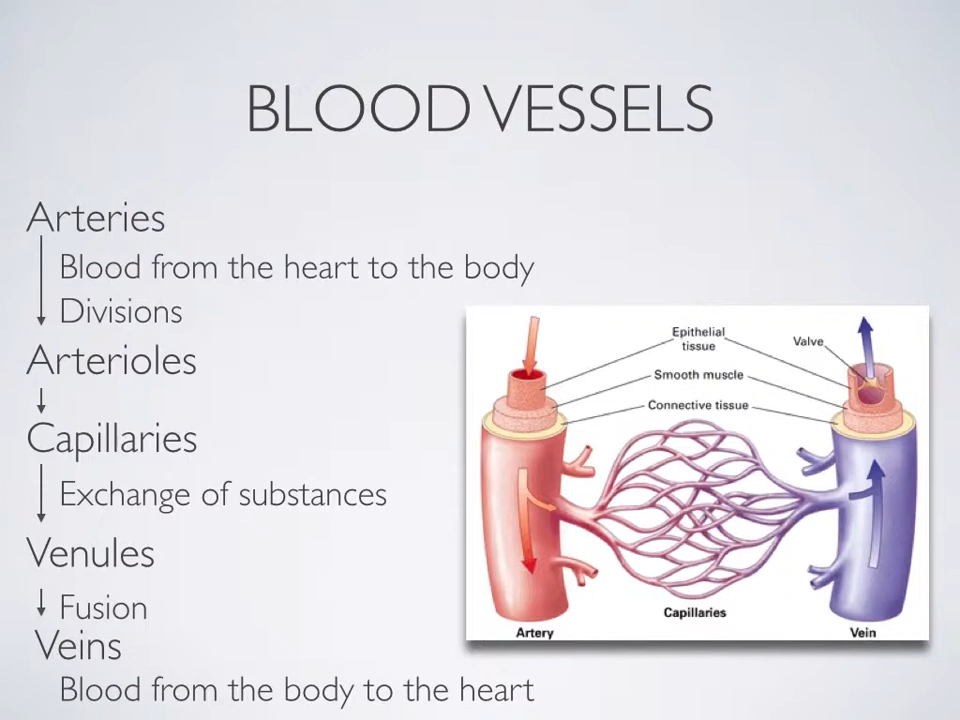 BLOOD VESSELS
Arteries
Blood from the heart to the body
Divisions
Arterioles
Capillaries
Exchange of substances
Venules
Fusion
Veins
Blood from the body to the heart
Epithelial
tissue
Valve
Smooth muscle
Connective tissue
Capillaries
Artery
Vein